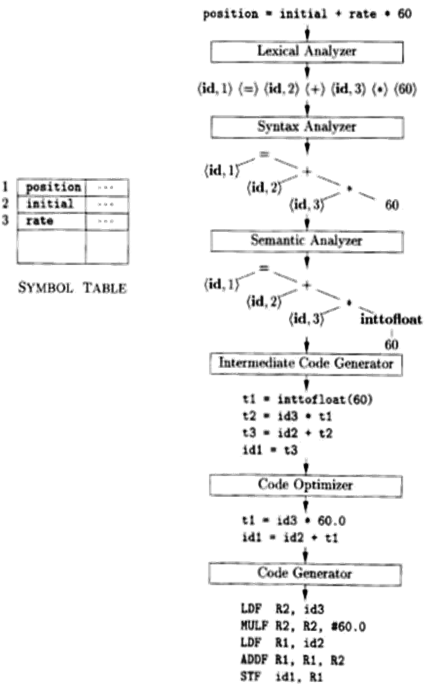 position = initial + rate * 60
Lexical Analyzer
⟨id, 1⟩ ⟨=⟩ ⟨id, 2⟩ ⟨+⟩ ⟨id, 3⟩ ⟨*⟩ ⟨60⟩
Syntax Analyzer
=
⟨id, 1⟩ +
⟨id, 2⟩ *
⟨id, 3⟩ 60
1 position ...
2 initial ...
3 rate ...
SYMBOL TABLE
Semantic Analyzer
=
⟨id, 1⟩ +
⟨id, 2⟩ *
⟨id, 3⟩ inttofloat
60
Intermediate Code Generator
t1 = inttofloat(60)
t2 = id3 * t1
t3 = id2 + t2
id1 = t3
Code Optimizer
t1 = id3 * 60.0
id1 = id2 + t1
Code Generator
LDF R2, id3
MULF R2, R2, #60.0
LDF R1, id2
ADDF R1, R1, R2
STF id1, R1